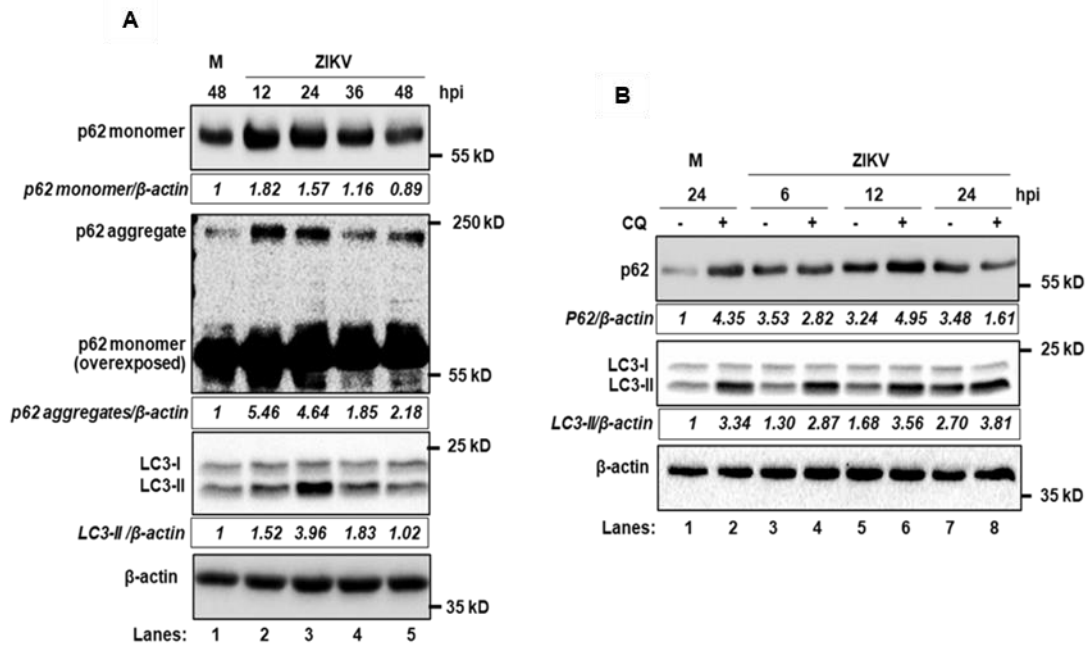 A
M ZIKV
48 12 24 36 48 hpi
p62 monomer
55 kD
p62 monomer/β-actin 1 1.82 1.57 1.16 0.89
250 kD
p62 aggregate
p62 monomer
(overexposed)
55 kD
p62 aggregates/β-actin 1 5.46 4.64 1.85 2.18
25 kD
LC3-I
LC3-II
LC3-II /β-actin 1 1.52 3.96 1.83 1.02
β-actin
35 kD
Lanes: 1 2 3 4 5
B
M ZIKV
24 6 12 24 hpi
CQ - + - + - + - +
p62
55 kD
P62/β-actin 1 4.35 3.53 2.82 3.24 4.95 3.48 1.61
25 kD
LC3-I
LC3-II
LC3-II/β-actin 1 3.34 1.30 2.87 1.68 3.56 2.70 3.81
β-actin
35 kD
Lanes: 1 2 3 4 5 6 7 8